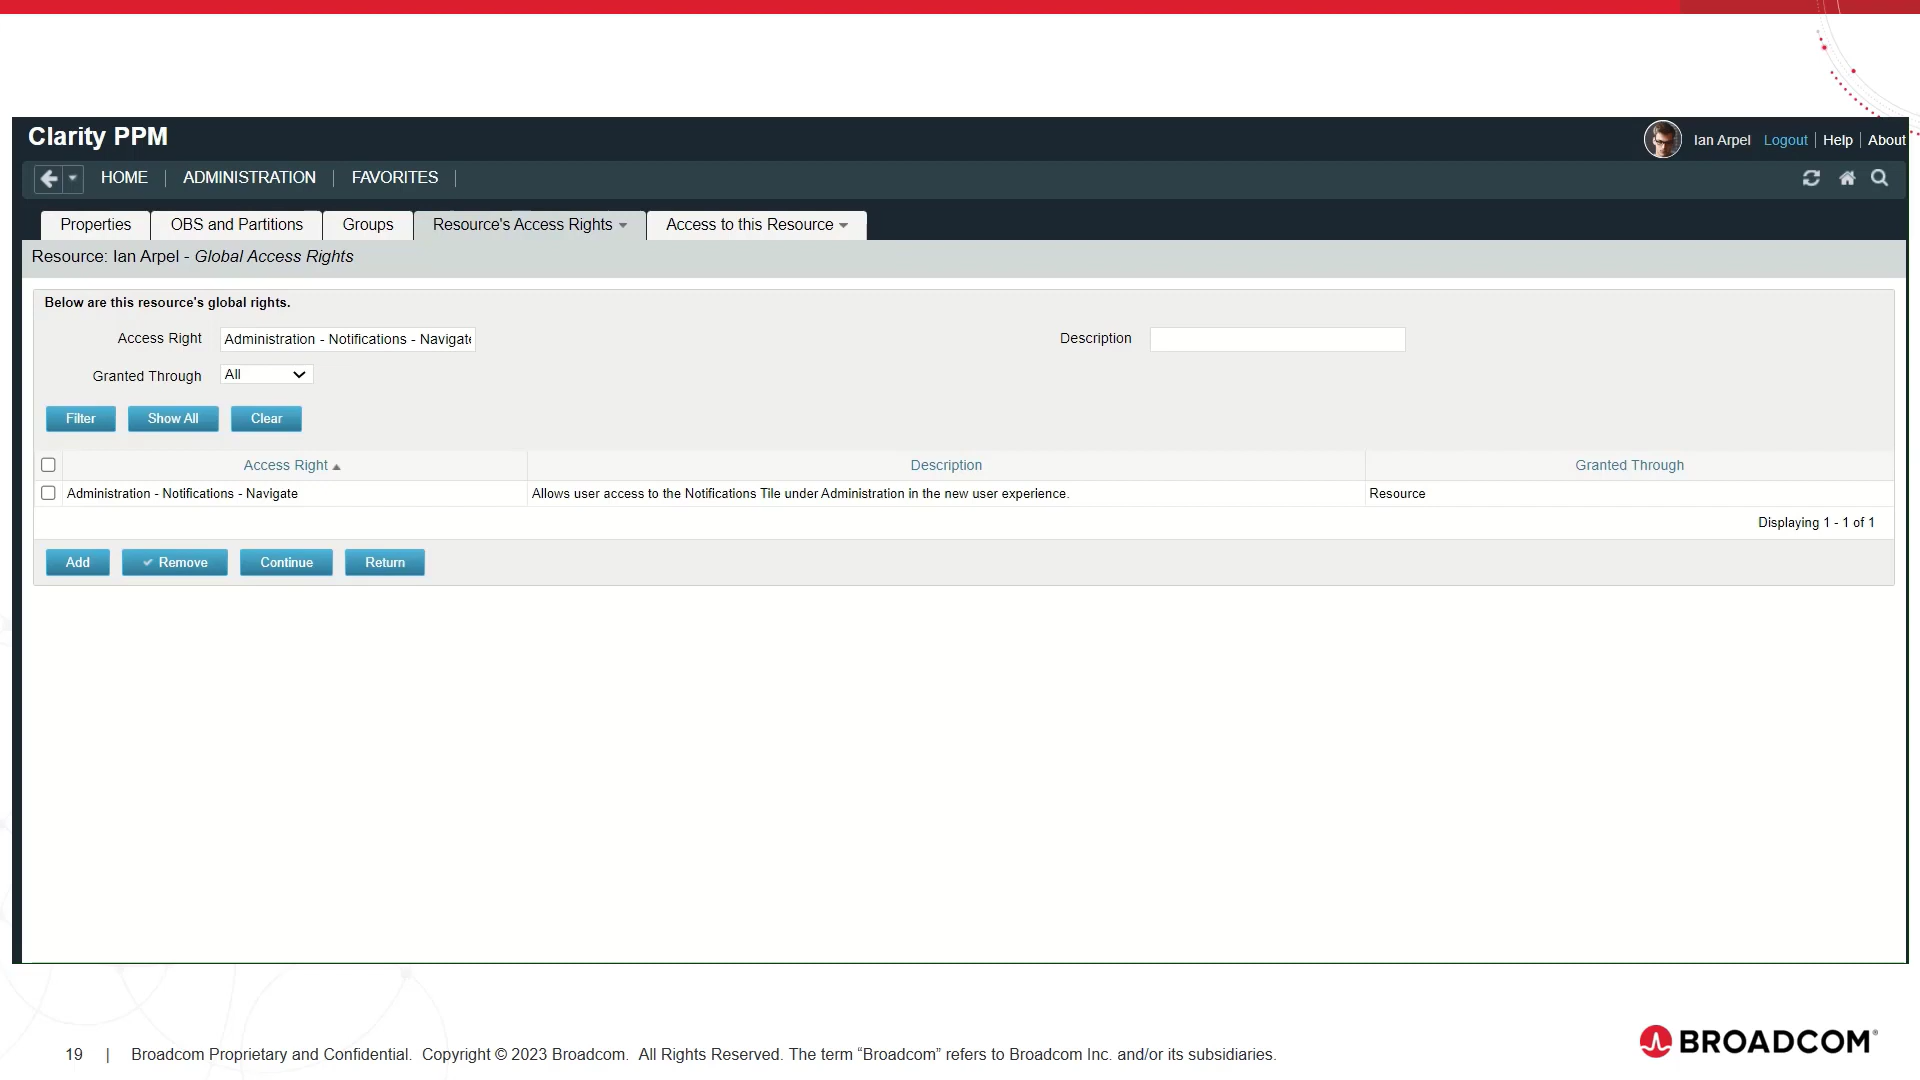 Clarity PPM
Ian Arpel Logout | Help | About
HOME | ADMINISTRATION | FAVORITES |
Properties OBS and Partitions Groups Resource's Access Rights Access to this Resource
Resource: Ian Arpel - Global Access Rights
Below are this resource's global rights.
Access Right Administration - Notifications - Navigate Description
Granted Through All
Filter Show All Clear
Access Right Description Granted Through
Administration - Notifications - Navigate Allows user access to the Notifications Tile under Administration in the new user experience. Resource
Displaying 1 - 1 of 1
Add Remove Continue Return
BROADCOM®
19 | Broadcom Proprietary and Confidential. Copyright © 2023 Broadcom. All Rights Reserved. The term “Broadcom” refers to Broadcom Inc. and/or its subsidiaries.